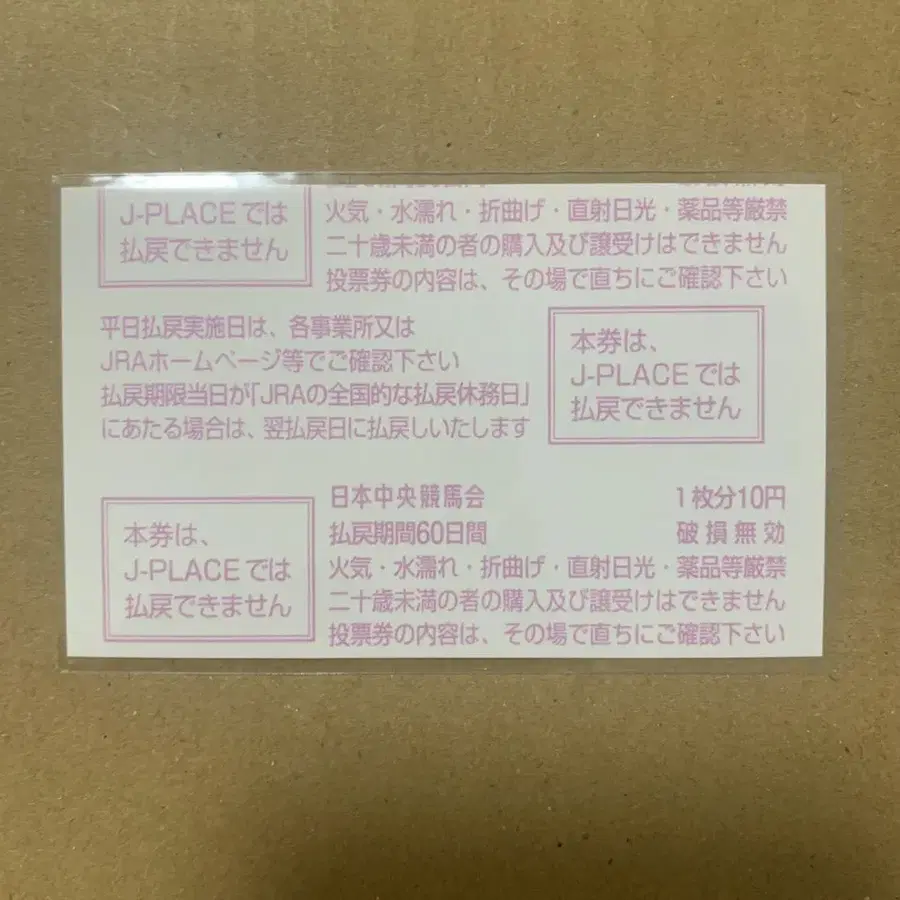 J-PLACEでは
払戻できません
火気・水濡れ・折曲げ・直射日光・薬品等厳禁
二十歳未満の者の購入及び譲受けはできません
投票券の内容は、その場で直ちにご確認下さい
平日払戻実施日は、各事業所又は
JRAホームページ等でご確認下さい
払戻期限当日が「JRAの全国的な払戻休務日」
にあたる場合は、翌払戻日に払戻しいたします
本券は、
J-PLACEでは
払戻できません
本券は、
J-PLACEでは
払戻できません
日本中央競馬会 1枚分10円
払戻期間60日間 破損無効
火気・水濡れ・折曲げ・直射日光・薬品等厳禁
二十歳未満の者の購入及び譲受けはできません
投票券の内容は、その場で直ちにご確認下さい